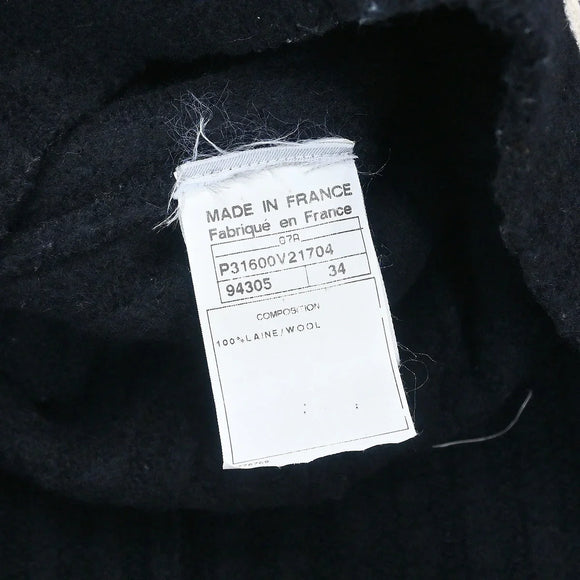 MADE IN FRANCE
Fabriqué en France
07A
P31600V21704
94305 34
COMPOSITION
100%LAINE/WOOL